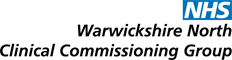 NHS
Warwickshire North
Clinical Commissioning Group